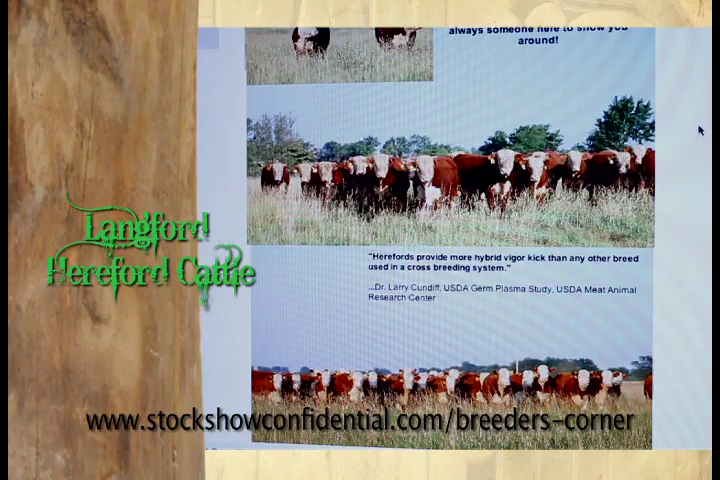 always someone here to show you
around!
Langford
Hereford Cattle
"Herefords provide more hybrid vigor kick than any other breed
used in a cross breeding system."
...Dr. Larry Cundiff, USDA Germ Plasma Study, USDA Meat Animal
Research Center
www.stockshowconfidential.com/breeders-corner